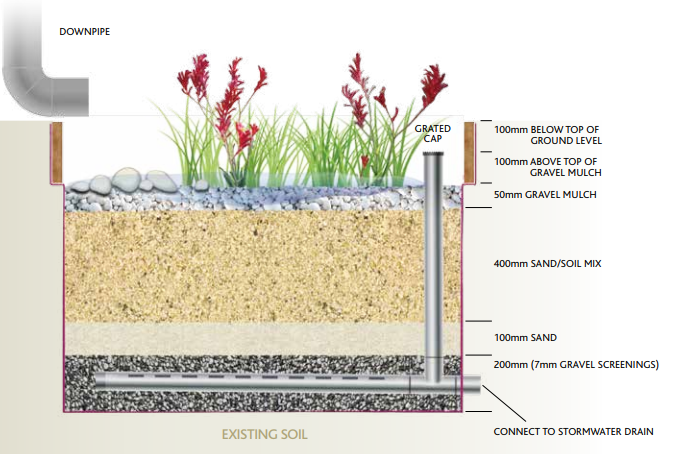 DOWNPIPE
GRATED
CAP
100mm BELOW TOP OF
GROUND LEVEL
100mm ABOVE TOP OF
GRAVEL MULCH
50mm GRAVEL MULCH
400mm SAND/SOIL MIX
100mm SAND
200mm (7mm GRAVEL SCREENINGS)
CONNECT TO STORMWATER DRAIN
EXISTING SOIL